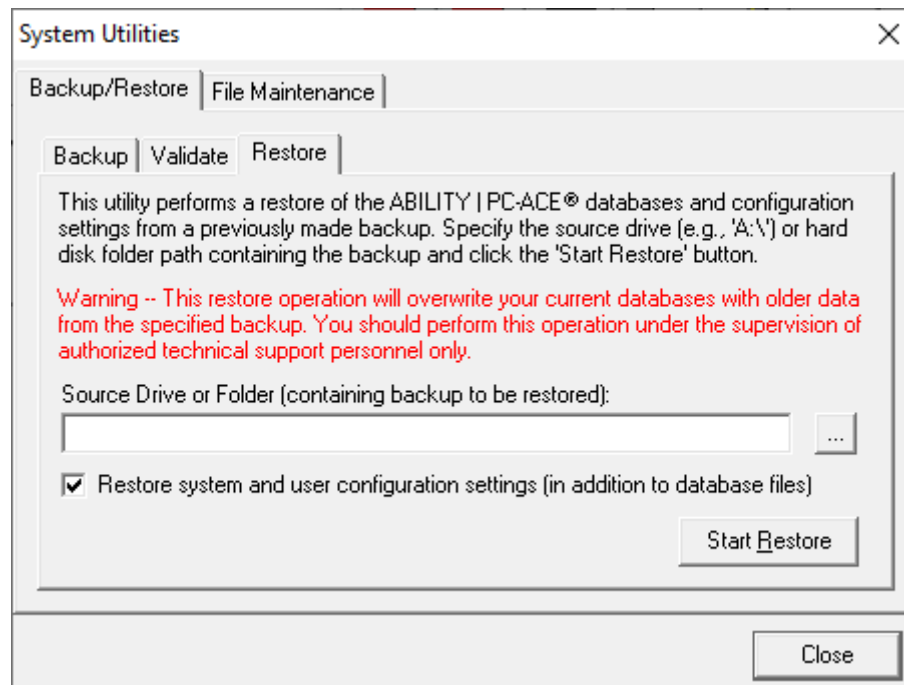 System Utilities
Backup/Restore File Maintenance
Backup Validate Restore
This utility performs a restore of the ABILITY | PC-ACE® databases and configuration
settings from a previously made backup. Specify the source drive (e.g., 'A:\') or hard
disk folder path containing the backup and click the 'Start Restore' button.
Warning -- This restore operation will overwrite your current databases with older data
from the specified backup. You should perform this operation under the supervision of
authorized technical support personnel only.
Source Drive or Folder (containing backup to be restored):
...
Restore system and user configuration settings (in addition to database files)
Start Restore
Close